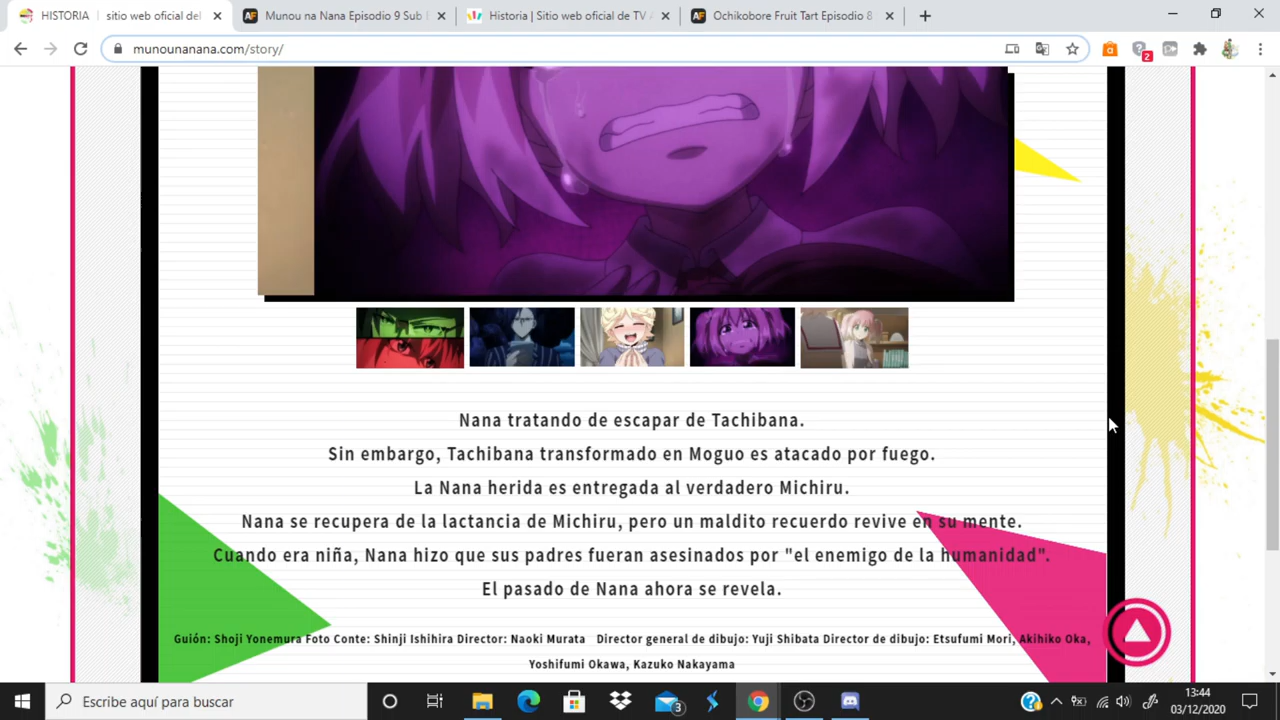 HISTORIA | sitio web oficial del
Munou na Nana Episodio 9 Sub E
Historia | Sitio web oficial de TV A
Ochikobore Fruit Tart Episodio 8
munounanana.com/story/
2
Nana tratando de escapar de Tachibana.
Sin embargo, Tachibana transformado en Moguo es atacado por fuego.
La Nana herida es entregada al verdadero Michiru.
Nana se recupera de la lactancia de Michiru, pero un maldito recuerdo revive en su mente.
Cuando era niña, Nana hizo que sus padres fueran asesinados por "el enemigo de la humanidad".
El pasado de Nana ahora se revela.
Guión: Shoji Yonemura Foto Conte: Shinji Ishihira Director: Naoki Murata Director general de dibujo: Yuji Shibata Director de dibujo: Etsufumi Mori, Akihiko Oka,
Yoshifumi Okawa, Kazuko Nakayama
Escribe aquí para buscar
3
13:44
03/12/2020